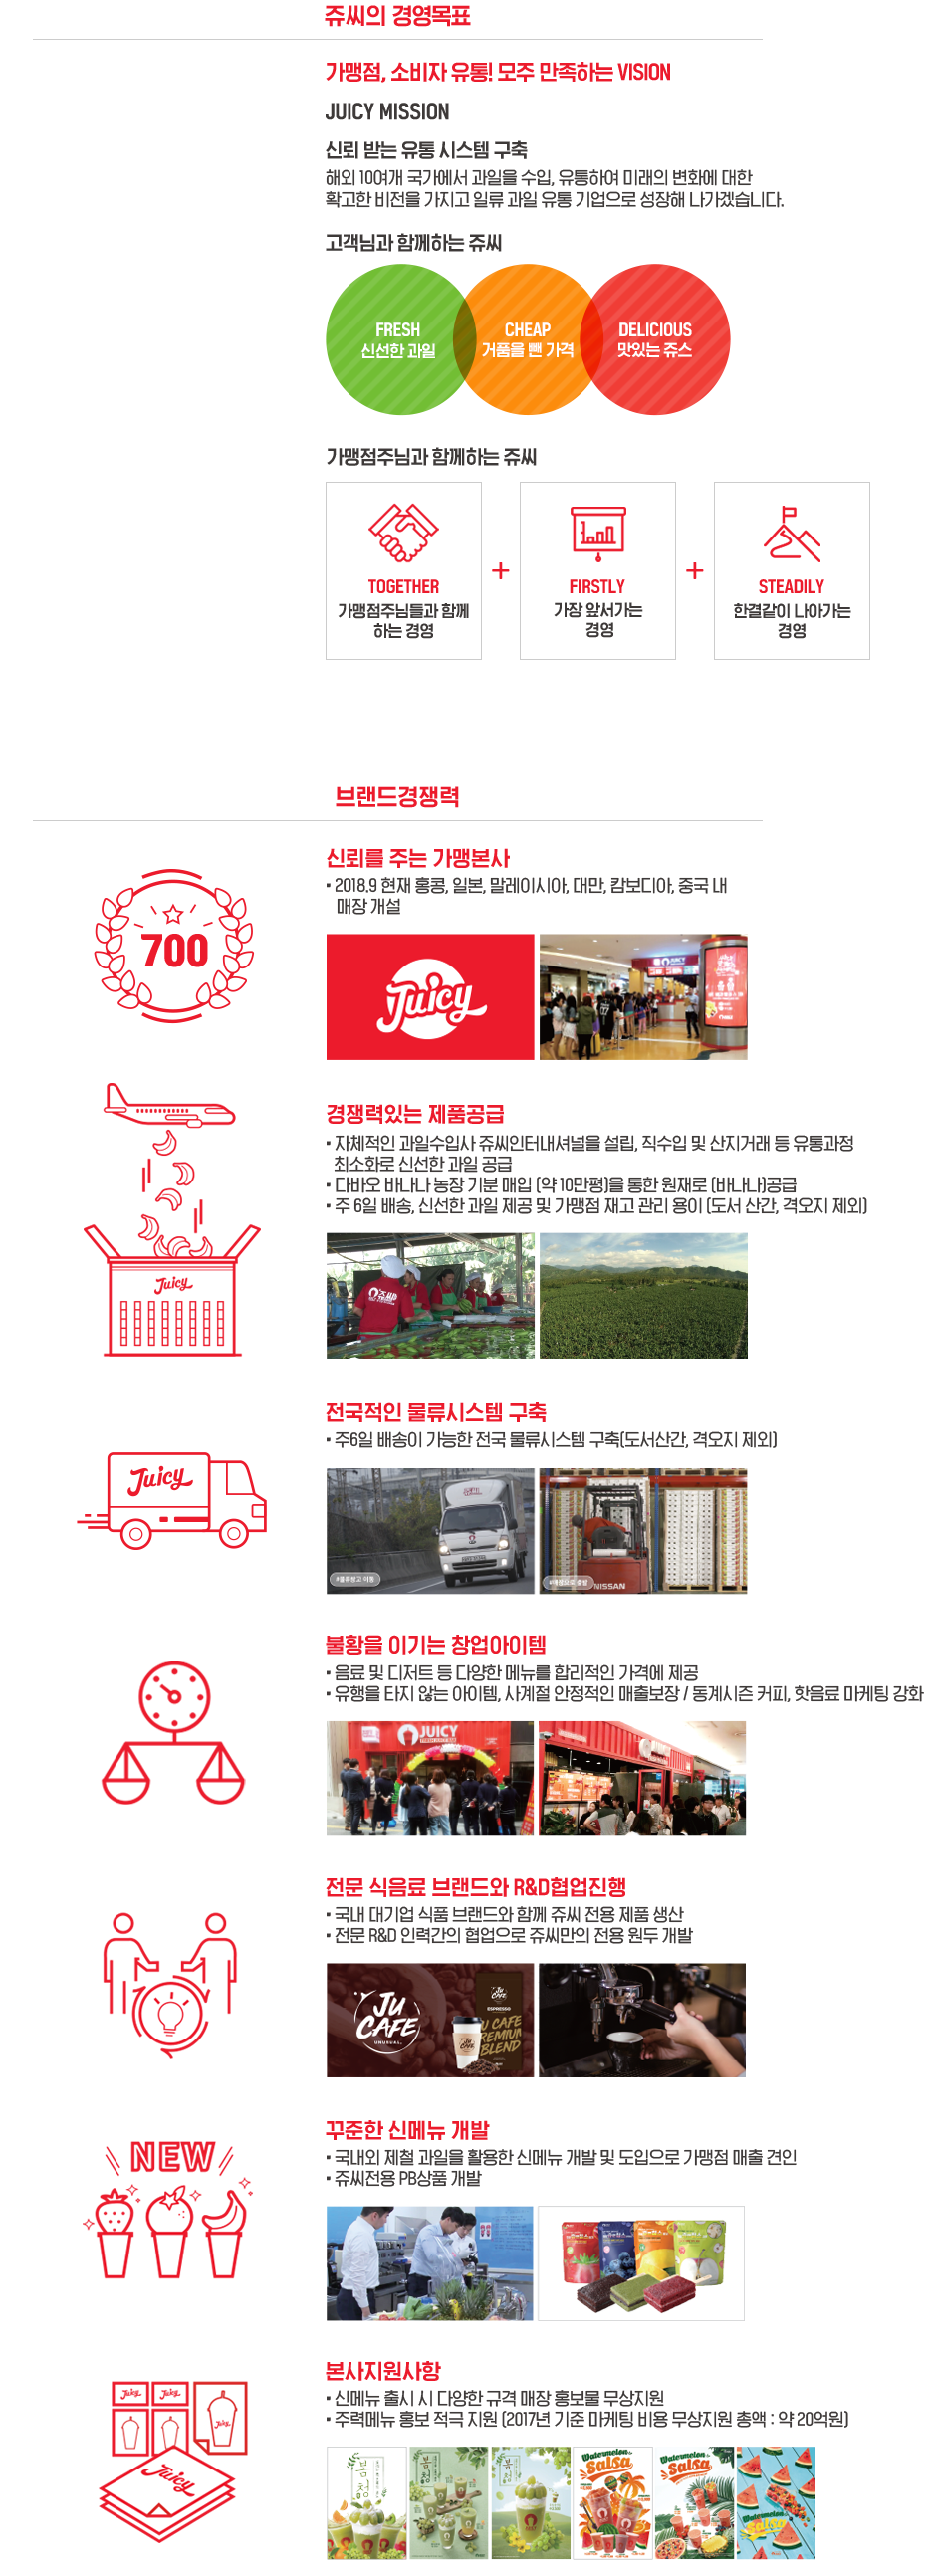 쥬씨의 경영목표
가맹점, 소비자 유통! 모주 만족하는 VISION
JUICY MISSION
신뢰 받는 유통 시스템 구축
해외 10여개 국가에서 과일을 수입, 유통하여 미래의 변화에 대한
확고한 비전을 가지고 일류 과일 유통 기업으로 성장해 나가겠습니다.
고객님과 함께하는 쥬씨
FRESH
신선한 과일
CHEAP
거품을 뺀 가격
DELICIOUS
맛있는 쥬스
가맹점주님과 함께하는 쥬씨
TOGETHER
가맹점주님들과 함께
하는 경영
+
FIRSTLY
가장 앞서가는
경영
+
STEADILY
한결같이 나아가는
경영
브랜드경쟁력
700
신뢰를 주는 가맹본사
• 2018.9 현재 홍콩, 일본, 말레이시아, 대만, 캄보디아, 중국 내
매장 개설
Juicy
JUICY
경쟁력있는 제품공급
• 자체적인 과일수입사 쥬씨인터내셔널을 설립, 직수입 및 산지거래 등 유통과정
최소화로 신선한 과일 공급
• 다바오 바나나 농장 기분 매입 (약 10만평)을 통한 원재로 (바나나)공급
• 주 6일 배송, 신선한 과일 제공 및 가맹점 재고 관리 용이 (도서 산간, 격오지 제외)
Juicy
쥬씨
전국적인 물류시스템 구축
• 주6일 배송이 가능한 전국 물류시스템 구축(도서산간, 격오지 제외)
Juicy
NISSAN
불황을 이기는 창업아이템
• 음료 및 디저트 등 다양한 메뉴를 합리적인 가격에 제공
• 유행을 타지 않는 아이템, 사계절 안정적인 매출보장 / 동계시즌 커피, 핫음료 마케팅 강화
JUICY
전문 식음료 브랜드와 R&D협업진행
• 국내 대기업 식품 브랜드와 함께 쥬씨 전용 제품 생산
• 전문 R&D 인력간의 협업으로 쥬씨만의 전용 원두 개발
JU
CAFE
UNUSUAL
JU
CAFE
ESPRESSO
U CAFE
REMIUM
BLEND
꾸준한 신메뉴 개발
• 국내외 제철 과일을 활용한 신메뉴 개발 및 도입으로 가맹점 매출 견인
• 쥬씨전용 PB상품 개발
NEW
본사지원사항
• 신메뉴 출시 시 다양한 규격 매장 홍보물 무상지원
• 주력메뉴 홍보 적극 지원 (2017년 기준 마케팅 비용 무상지원 총액 : 약 20억원)
Juicy
Juicy
Juicy
Juicy
봄
청
봄
청
봄
청
Watermelon
Salsa
Watermelon
Salsa
Watermelon
Salsa